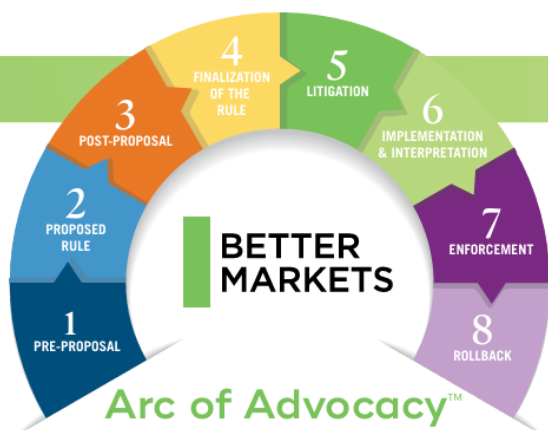 1
PRE-PROPOSAL
2
PROPOSED
RULE
3
POST-PROPOSAL
4
FINALIZATION
OF THE
RULE
5
LITIGATION
6
IMPLEMENTATION
& INTERPRETATION
7
ENFORCEMENT
8
ROLLBACK
BETTER
MARKETS
Arc of Advocacy™